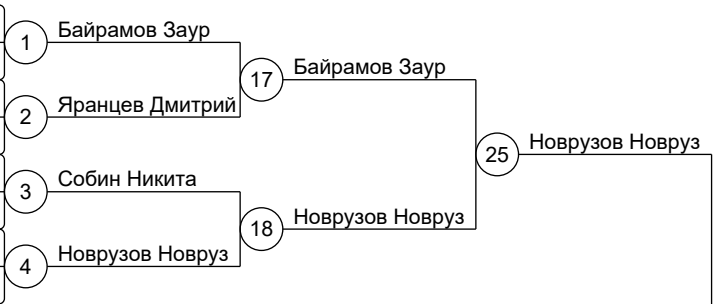 Байрамов Заур
1
17
Байрамов Заур
Яранцев Дмитрий
2
25
Новрузов Новруз
Собин Никита
3
18
Новрузов Новруз
Новрузов Новруз
4